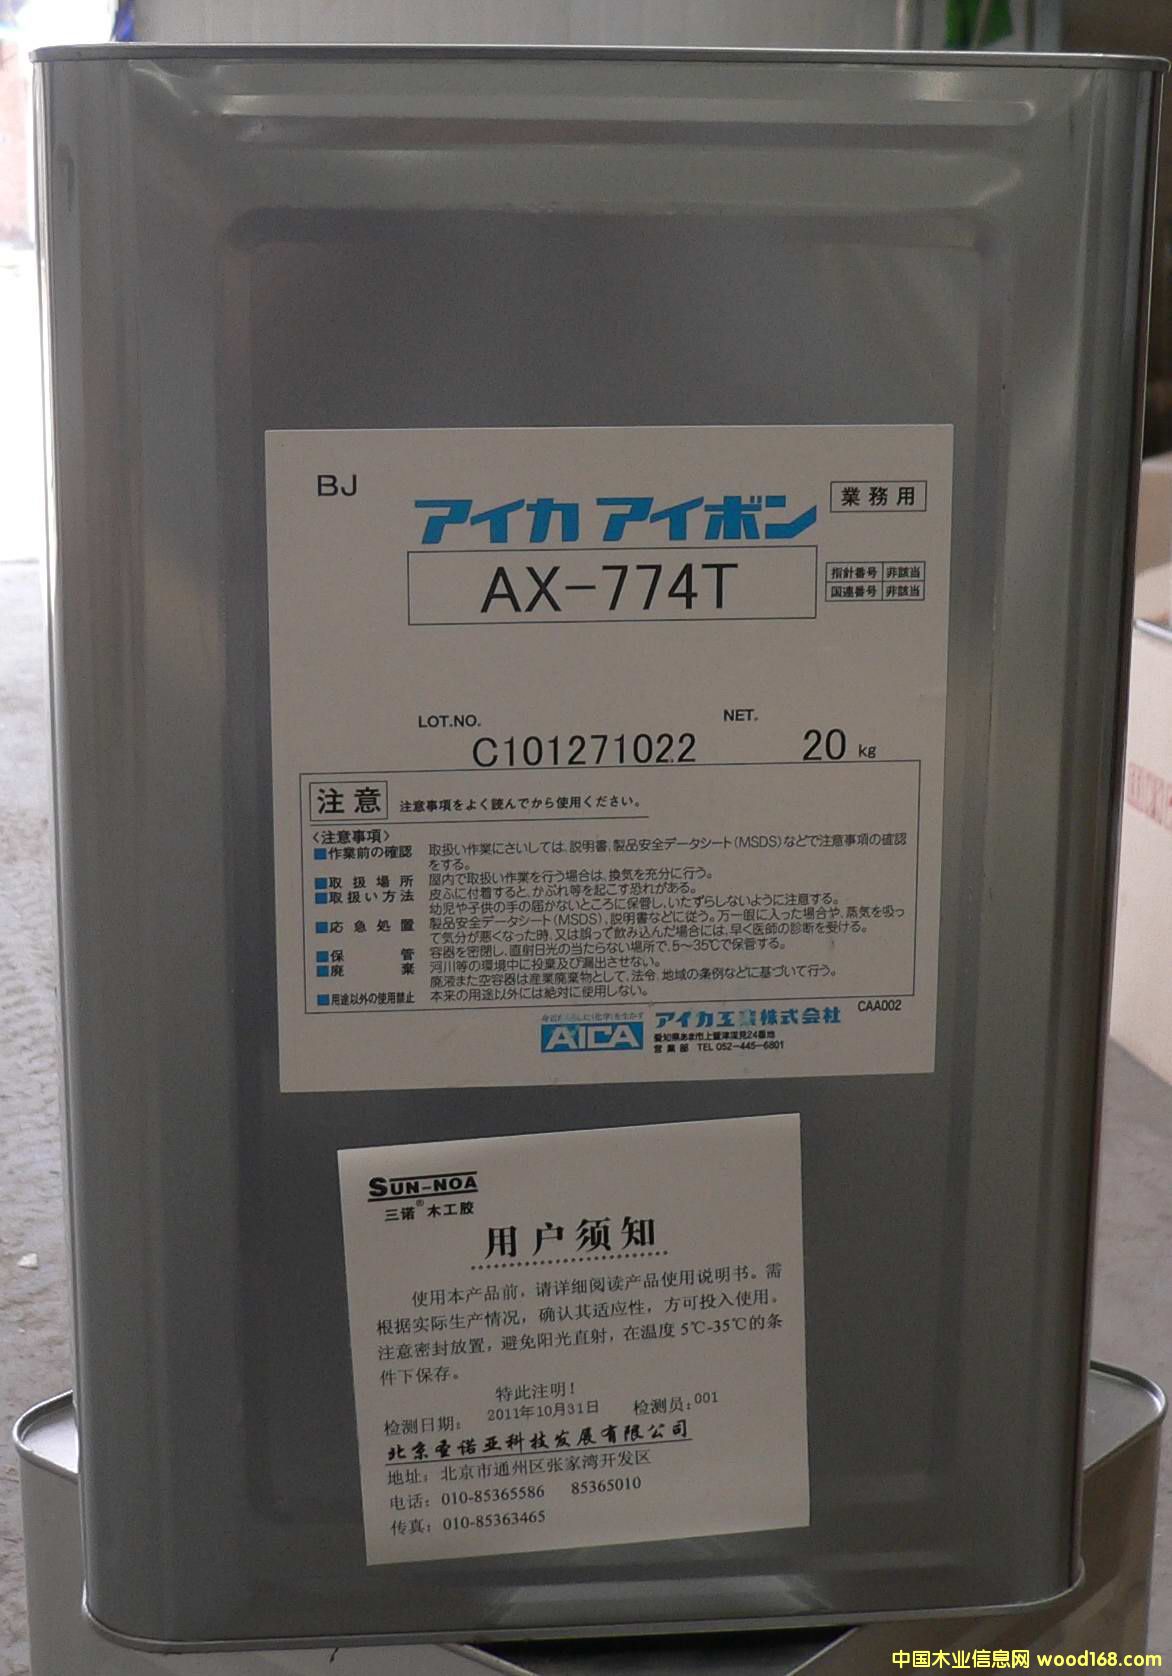 BJ
アイカ アイボン
業務用
AX-774T
指針番号 非該当
国連番号 非該当
LOT.NO.
NET.
C101271022
20 kg
注意 注意事項をよく読んでから使用ください。
〈注意事項〉
■作業前の確認 取扱い作業にさいしては、説明書、製品安全データシート(MSDS)などで注意事項の確認
をする。
■取扱場所 屋内で取扱い作業を行う場合は、換気を充分に行う。
■取扱い方法 皮ふに付着すると、かぶれ等を起こす恐れがある。
幼児や子供の手の届かないところに保管し、いたずらしないように注意する。
■応急処置 製品安全データシート(MSDS)、説明書などに従う。万一眼に入った場合や、蒸気を吸っ
て気分が悪くなった時、又は誤って飲み込んだ場合には、早く医師の診断を受ける。
■保管 容器を密閉し、直射日光の当たらない場所で、5～35℃で保管する。
■廃棄 河川等の環境中に投棄及び漏出させない。
廃液また空容器は産業廃棄物として、法令、地域の条例などに基づいて行う。
■用途以外の使用禁止 本来の用途以外には絶対に使用しない。
CAA002
AICA
アイカ工業株式会社
愛知県あま市上萱津深見24番地
営業部 TEL 052-445-6801
SUN-NOA
三诺®木工胶
用户须知
使用本产品前，请详细阅读产品使用说明书。需
根据实际生产情况，确认其适应性，方可投入使用。
注意密封放置，避免阳光直射，在温度 5℃-35℃的条
件下保存。
特此注明！
检测日期： 2011年10月31日 检测员：001
北京圣诺亚科技发展有限公司
地址：北京市通州区张家湾开发区
电话：010-85365586 85365010
传真：010-85363465
中国木业信息网 wood168.com